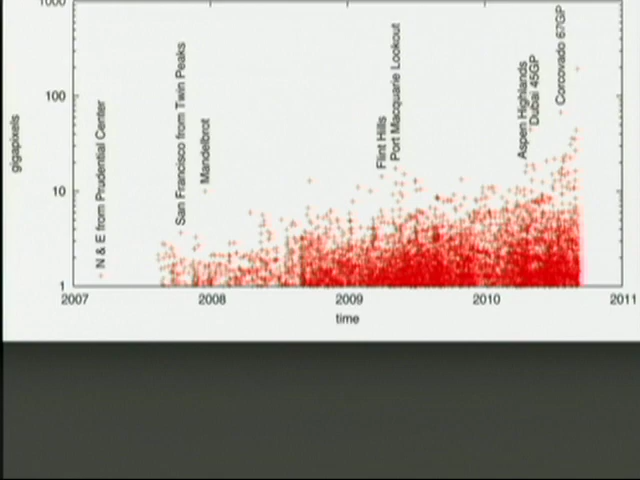 1000
100
10
1
gigapixels
N & E from Prudential Center
San Francisco from Twin Peaks
Mandelbrot
Flint Hills
Port Macquarie Lookout
Aspen Highlands
Dubai 45GP
Corcovado 67GP
2007
2008
2009
2010
2011
time